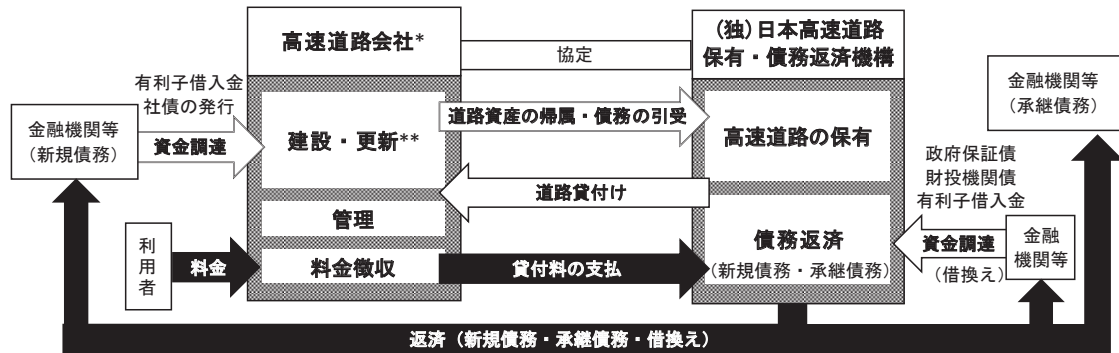 高速道路会社*
協定
(独)日本高速道路
保有・債務返済機構
有利子借入金
社債の発行
金融機関等
(新規債務)
資金調達
建設・更新**
道路資産の帰属・債務の引受
高速道路の保有
金融機関等
(承継債務)
道路貸付け
政府保証債
財投機関債
有利子借入金
管理
利用者
料金
料金徴収
貸付料の支払
債務返済
(新規債務・承継債務)
資金調達
(借換え)
金融
機関等
返済(新規債務・承継債務・借換え)